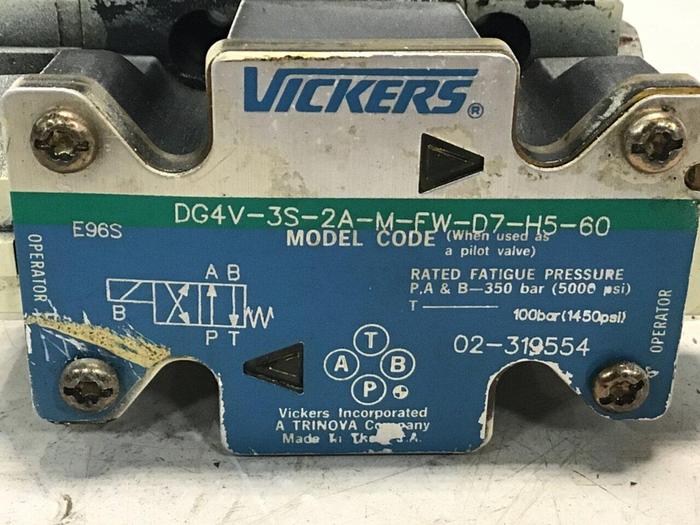 VICKERS®
DG4V-3S-2A-M-FW-D7-H5-60
E96S
MODEL CODE (When used as
a pilot valve)
OPERATOR
B
A B
P T
RATED FATIGUE PRESSURE
P,A & B—350 bar (5000 psi)
T 100bar(1450psi)
02-319554
OPERATOR
T
A B
P
Vickers Incorporated
A TRINOVA Company
Made